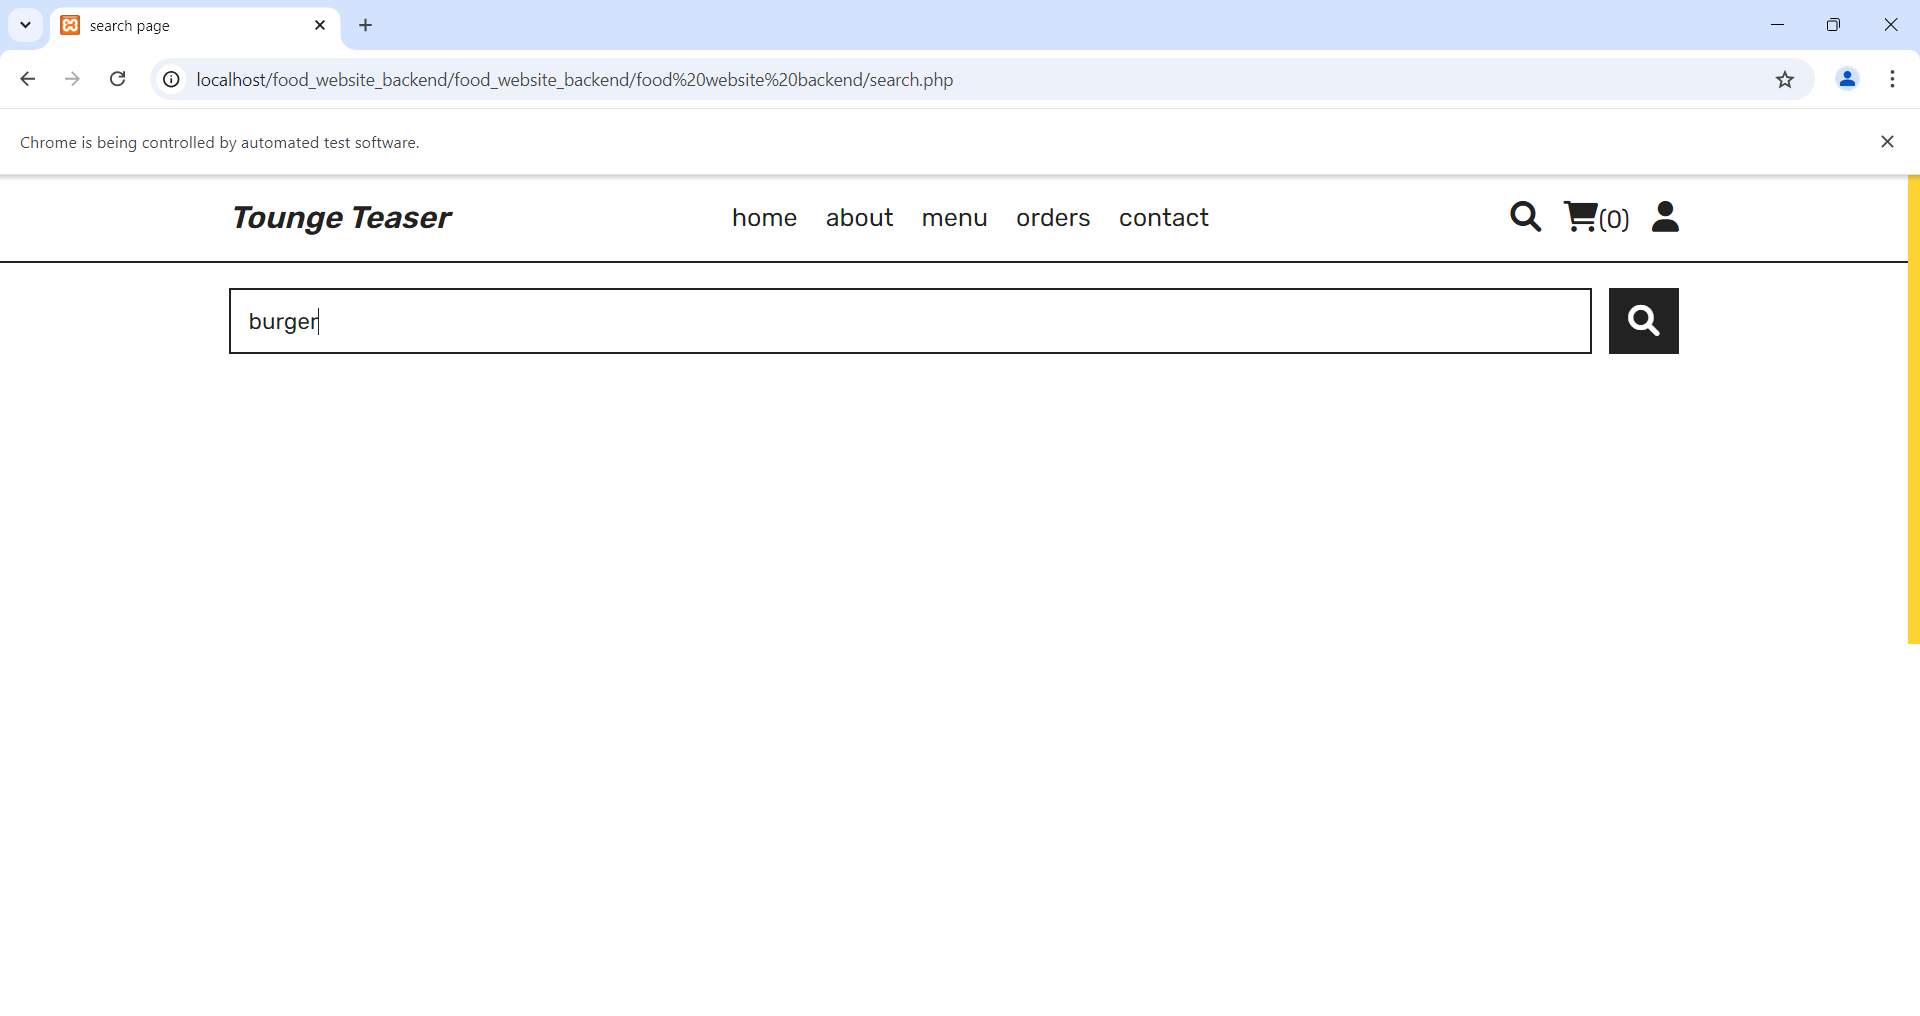 search page
localhost/food_website_backend/food_website_backend/food%20website%20backend/search.php
Chrome is being controlled by automated test software.
Tounge Teaser home about menu orders contact (0)
burger